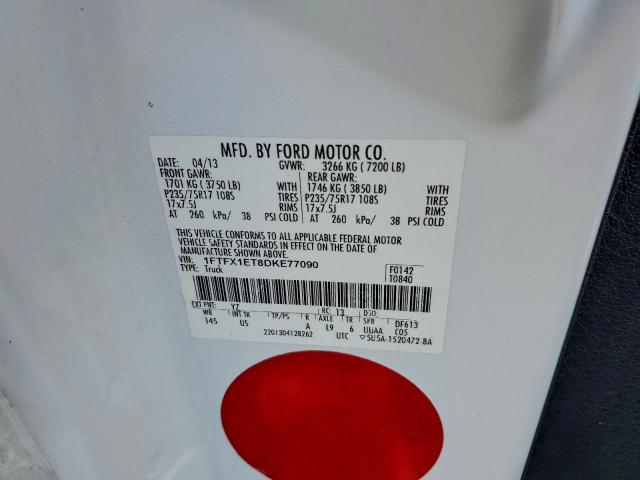 MFD. BY FORD MOTOR CO.
DATE: 04/13 GVWR: 3266 KG ( 7200 LB)
FRONT GAWR: REAR GAWR:
1701 KG ( 3750 LB) WITH 1746 KG ( 3850 LB) WITH
P235/75R17 108S TIRES P235/75R17 108S TIRES
17x7.5J RIMS 17x7.5J RIMS
AT 260 kPa/ 38 PSI COLD AT 260 kPa/ 38 PSI COLD
THIS VEHICLE CONFORMS TO ALL APPLICABLE FEDERAL MOTOR
VEHICLE SAFETY STANDARDS IN EFFECT ON THE DATE OF
MANUFACTURE SHOWN ABOVE.
VIN: 1FTFX1ET8DKE77090 F0142
TYPE: Truck T0840
EXT PNT: YZ RC: 13 DSO:
WB INT TR TP/PS R AXLE TR SPR DF613
145 US A L9 6 UUAA COS
2201304128262 UTC ▽5U5A-1520472-BA